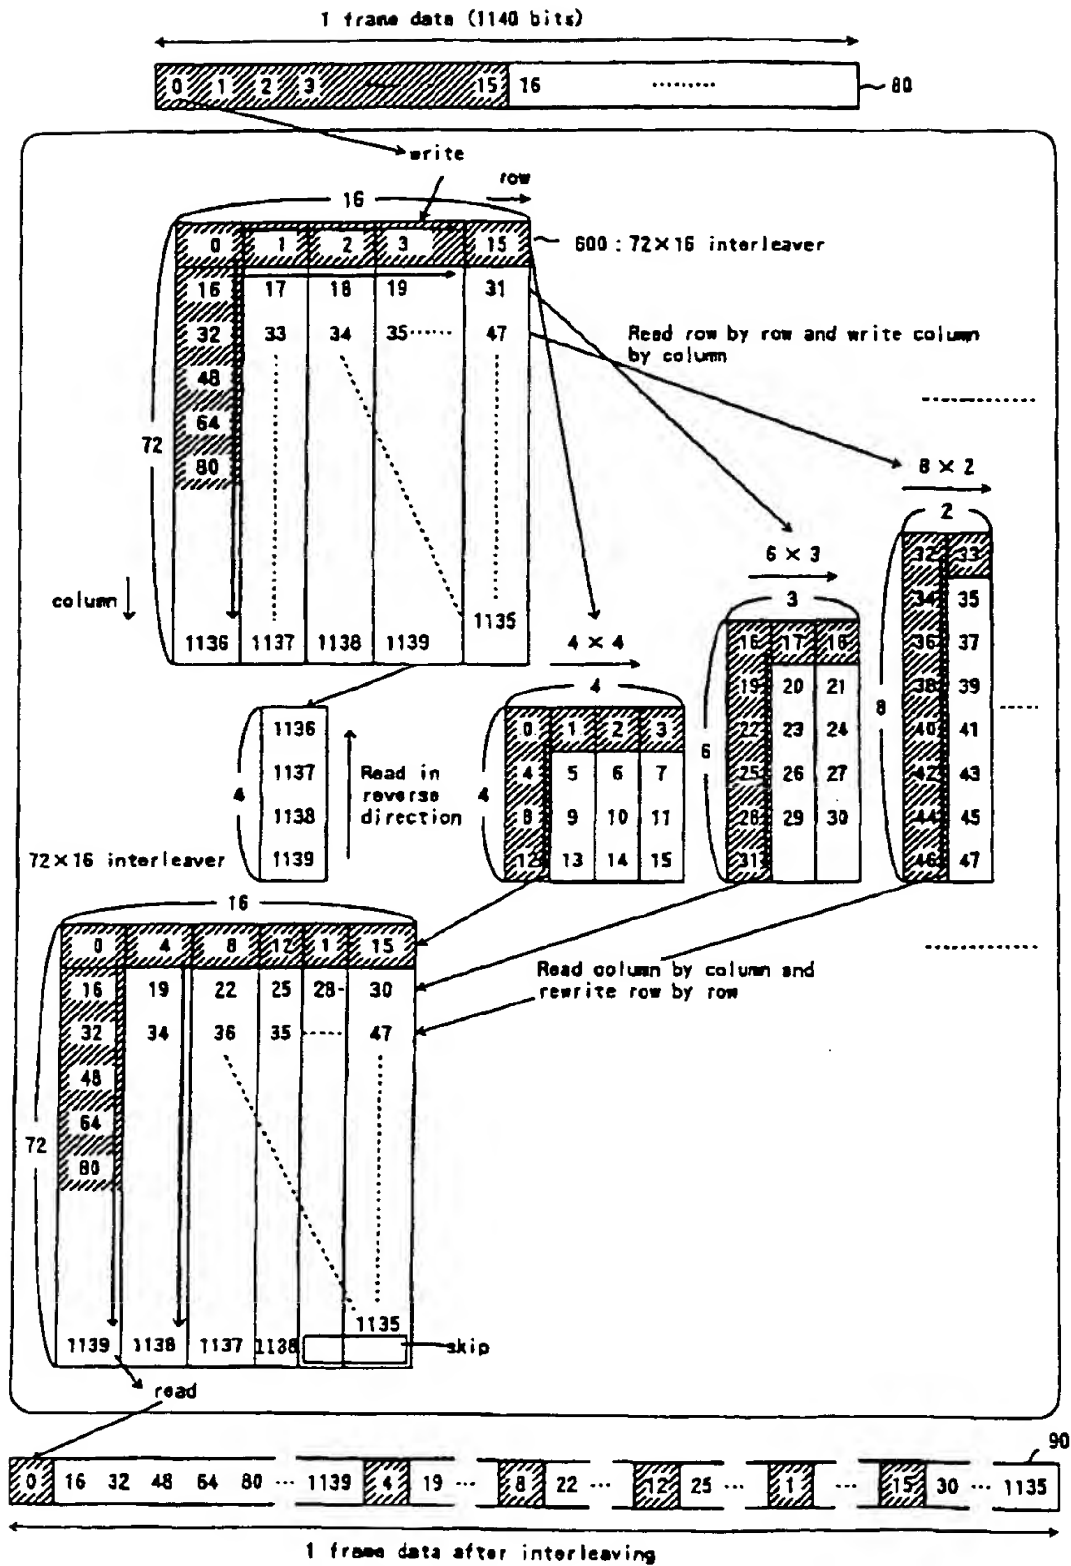 1 frame data (1140 bits)
0 1 2 3 15 16 80
write
row
16
0 1 2 3 15
600 : 72×16 interleaver
16 17 18 19 31
32 33 34 35 47
Read row by row and write column
by column
48
64
80
72
8 × 2
2
column
6 × 3
3
1135
1136 1137 1138 1139
4 × 4
4
32 33
34 35
36 37
38 39
40 41
42 43
44 45
46 47
8
16 17 18
19 20 21
22 23 24
25 26 27
28 29 30
31
6
0 1 2 3
4 5 6 7
8 9 10 11
12 13 14 15
4
1136
1137
1138
1139
4
Read in
reverse
direction
72×16 interleaver
16
0 4 8 12 1 15
16 19 22 25 28 30
32 34 36 35 47
48
64
80
72
Read column by column and
rewrite row by row
1135
1139 1138 1137 1138
skip
read
90
0 16 32 48 64 80 ··· 1139 4 19 ··· 8 22 ··· 12 25 ··· 1 ··· 15 30 ··· 1135
1 frame data after interleaving